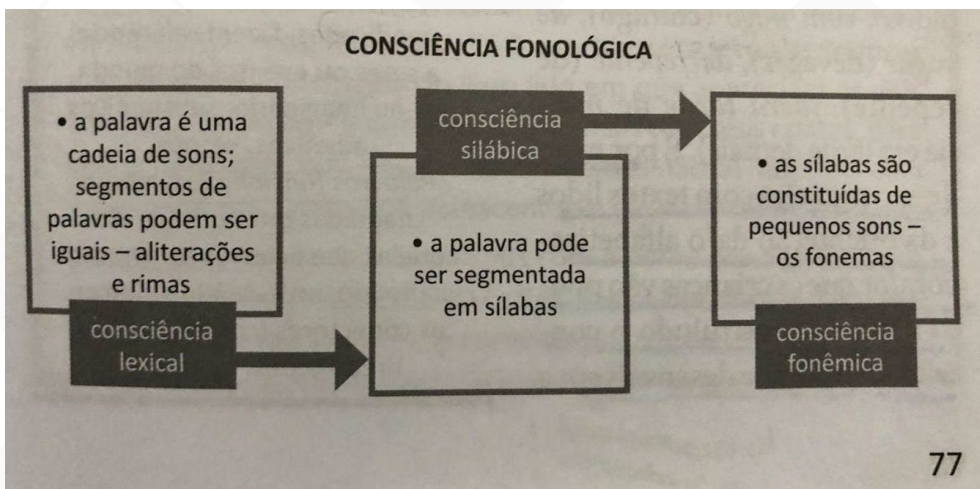 CONSCIÊNCIA FONOLÓGICA
• a palavra é uma
cadeia de sons;
segmentos de
palavras podem ser
iguais – aliterações
e rimas
consciência
lexical
consciência
silábica
• a palavra pode
ser segmentada
em sílabas
• as sílabas são
constituídas de
pequenos sons –
os fonemas
consciência
fonêmica
77